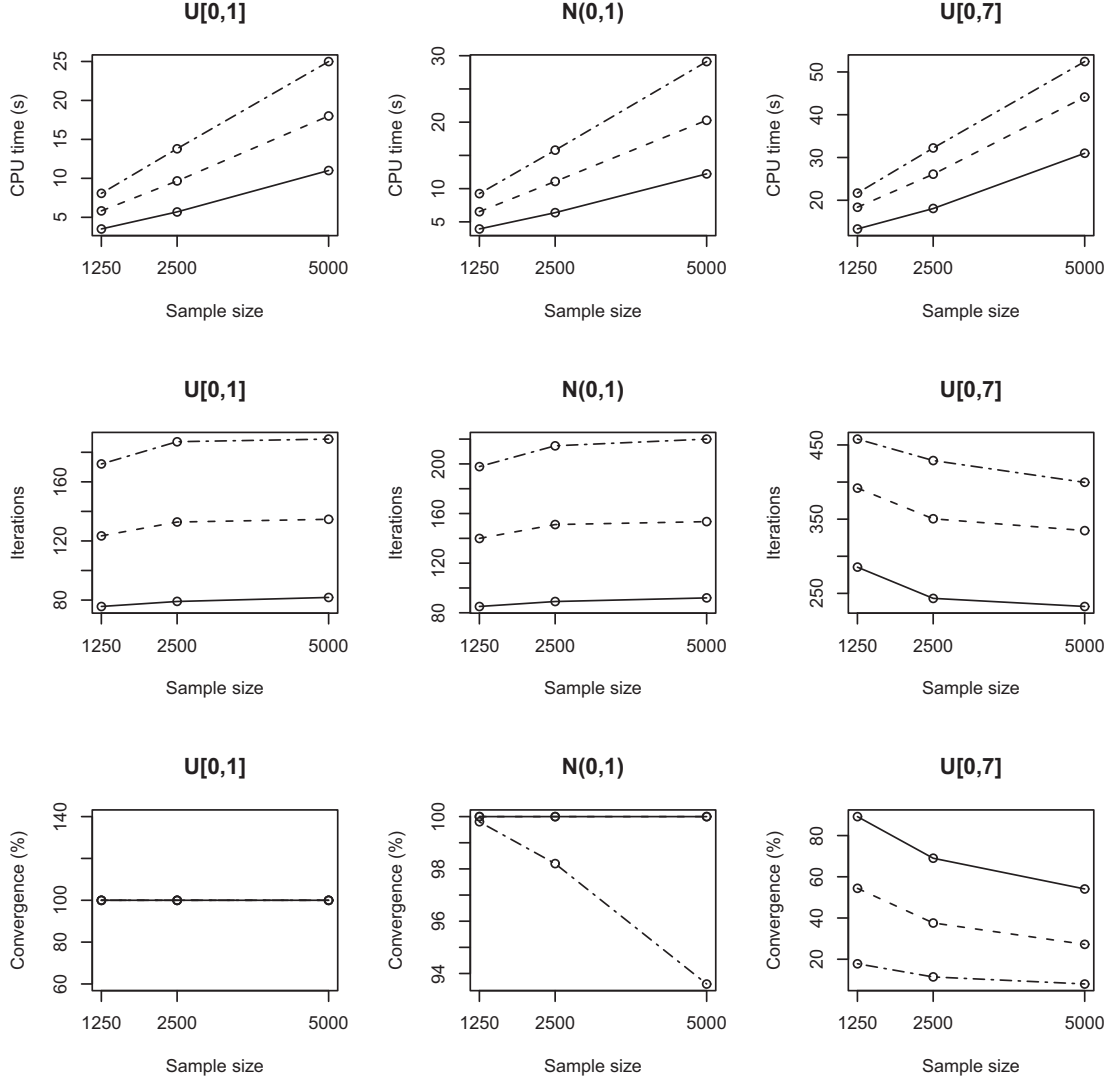 U[0,1]
CPU time (s)
5
10
15
20
25
1250
2500
5000
Sample size
N(0,1)
CPU time (s)
5
10
20
30
1250
2500
5000
Sample size
U[0,7]
CPU time (s)
20
30
40
50
1250
2500
5000
Sample size
U[0,1]
Iterations
80
120
160
1250
2500
5000
Sample size
N(0,1)
Iterations
80
120
160
200
1250
2500
5000
Sample size
U[0,7]
Iterations
250
350
450
1250
2500
5000
Sample size
U[0,1]
Convergence (%)
60
80
100
140
1250
2500
5000
Sample size
N(0,1)
Convergence (%)
94
96
98
100
1250
2500
5000
Sample size
U[0,7]
Convergence (%)
20
40
60
80
1250
2500
5000
Sample size